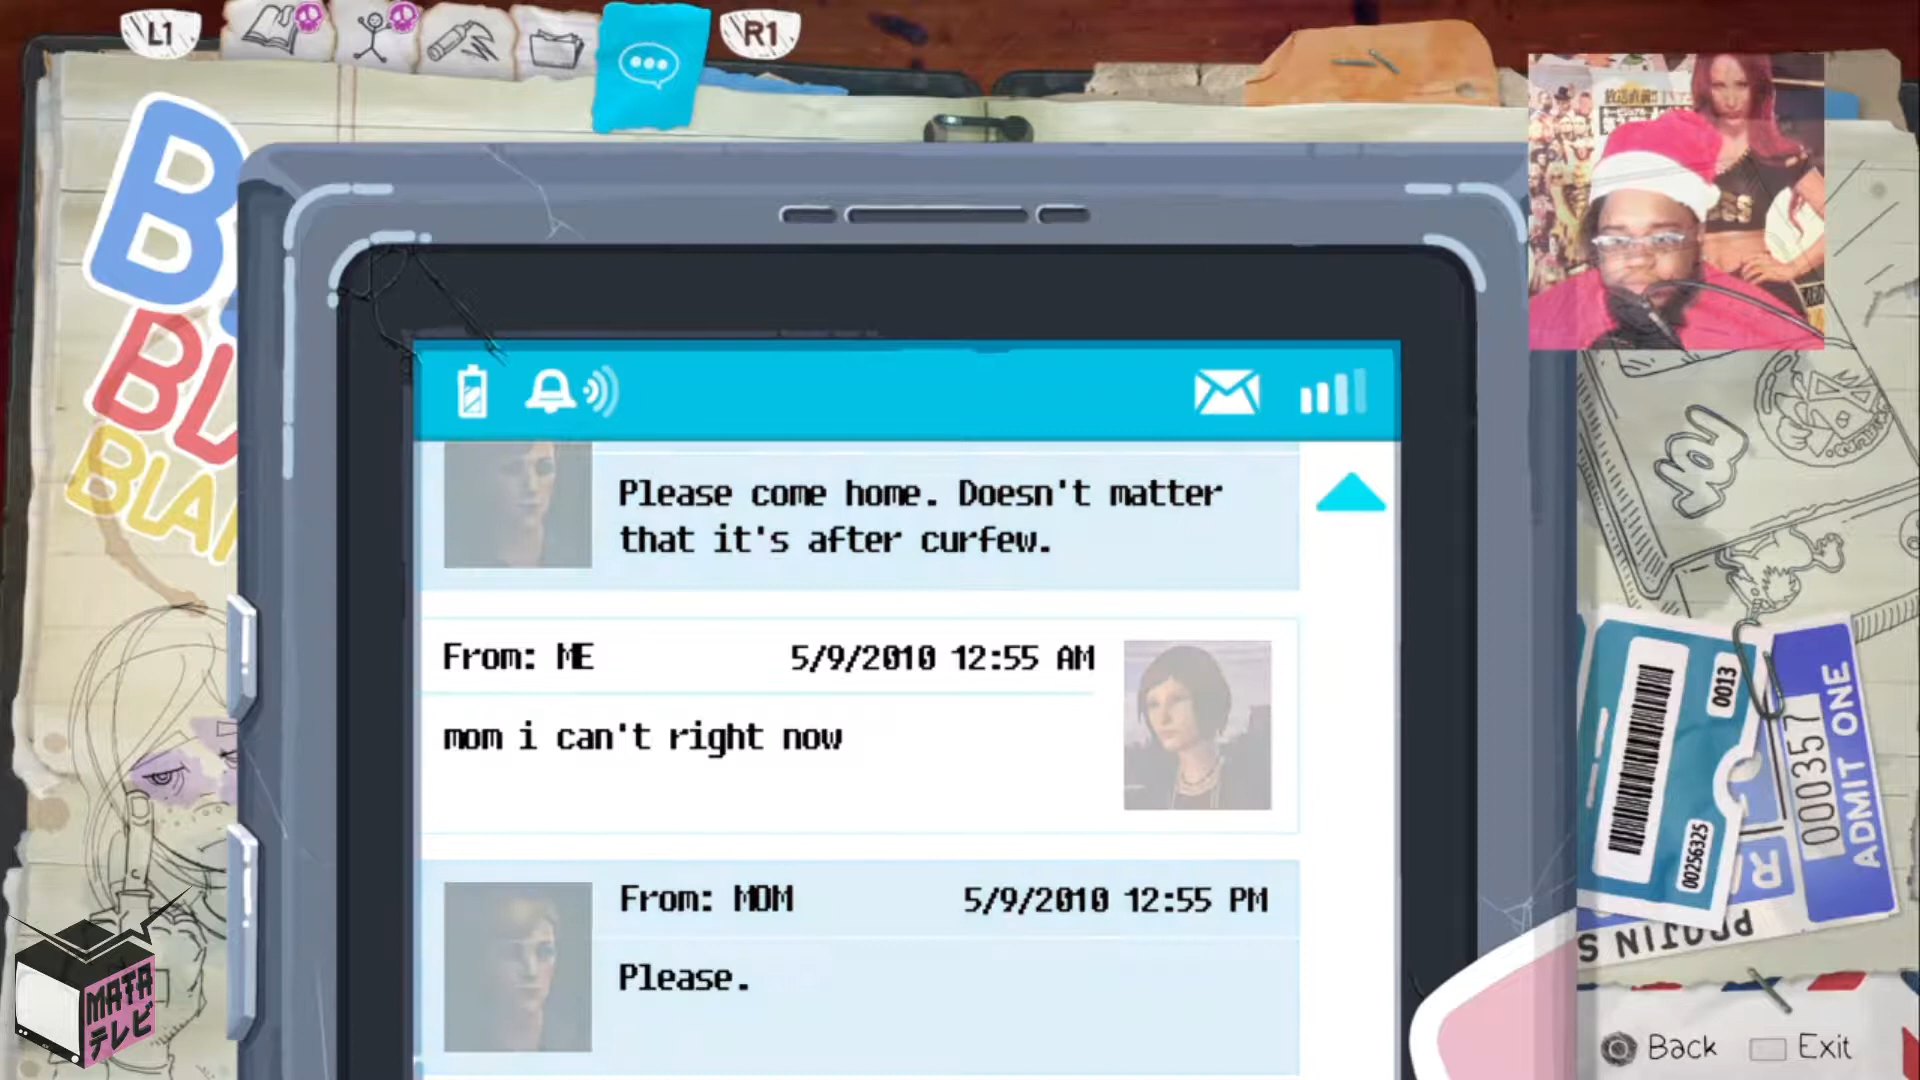 L1
R1
Please come home. Doesn't matter
that it's after curfew.
From: ME
5/9/2010 12:55 AM
mom i can't right now
From: MOM
5/9/2010 12:55 PM
Please.
BLA
0013
00256325
000357
ADMIT ONE
MATA
テレビ
Back
Exit